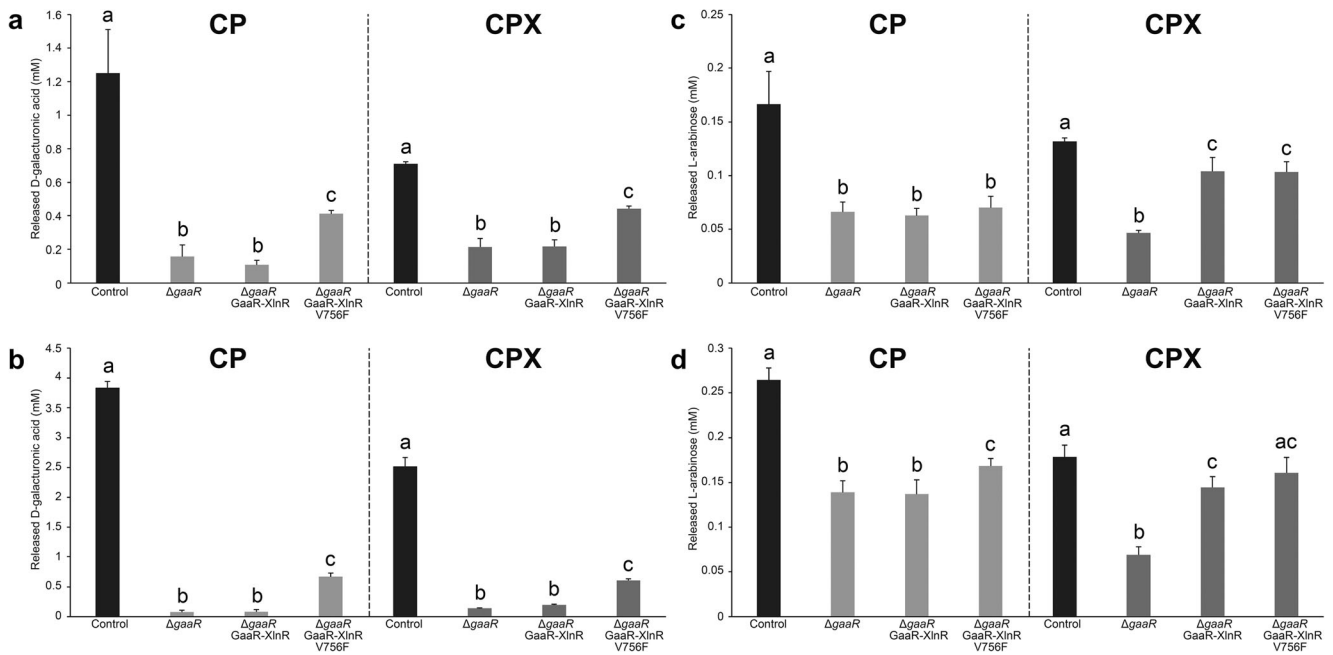 a
CP
CPX
Released D-galacturonic acid (mM)
1.6
1.4
1.2
1
0.8
0.6
0.4
0.2
0
a
b
b
c
a
b
b
c
Control
ΔgaaR
ΔgaaR
GaaR-XlnR
ΔgaaR
GaaR-XlnR
V756F
Control
ΔgaaR
ΔgaaR
GaaR-XlnR
ΔgaaR
GaaR-XlnR
V756F
c
CP
CPX
Released L-arabinose (mM)
0.25
0.2
0.15
0.1
0.05
0
a
b
b
b
a
b
c
c
Control
ΔgaaR
ΔgaaR
GaaR-XlnR
ΔgaaR
GaaR-XlnR
V756F
Control
ΔgaaR
ΔgaaR
GaaR-XlnR
ΔgaaR
GaaR-XlnR
V756F
b
CP
CPX
Released D-galacturonic acid (mM)
4.5
4
3.5
3
2.5
2
1.5
1
0.5
0
a
b
b
c
a
b
b
c
Control
ΔgaaR
ΔgaaR
GaaR-XlnR
ΔgaaR
GaaR-XlnR
V756F
Control
ΔgaaR
ΔgaaR
GaaR-XlnR
ΔgaaR
GaaR-XlnR
V756F
d
CP
CPX
Released L-arabinose (mM)
0.3
0.25
0.2
0.15
0.1
0.05
0
a
b
b
c
a
b
c
ac
Control
ΔgaaR
ΔgaaR
GaaR-XlnR
ΔgaaR
GaaR-XlnR
V756F
Control
ΔgaaR
ΔgaaR
GaaR-XlnR
ΔgaaR
GaaR-XlnR
V756F